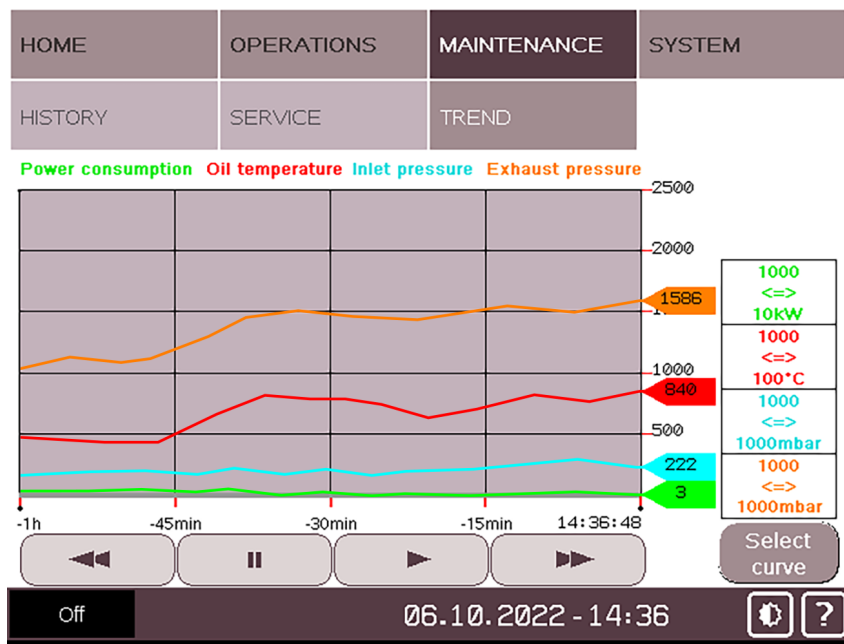 HOME OPERATIONS MAINTENANCE SYSTEM
HISTORY SERVICE TREND
Power consumption Oil temperature Inlet pressure Exhaust pressure
2500
2000
1586
1000
840
500
222
3
1000
<=>
10kW
1000
<=>
100°C
1000
<=>
1000mbar
1000
<=>
1000mbar
-1h -45min -30min -15min 14:36:48
Select
curve
Off 06.10.2022 - 14:36 ?